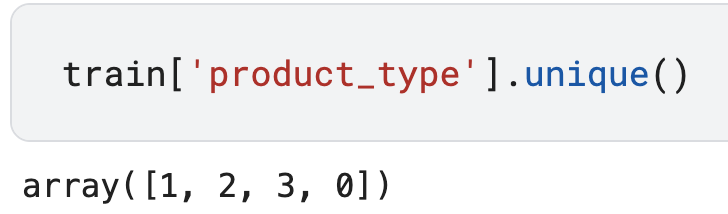 train['product_type'].unique()
array([1, 2, 3, 0])